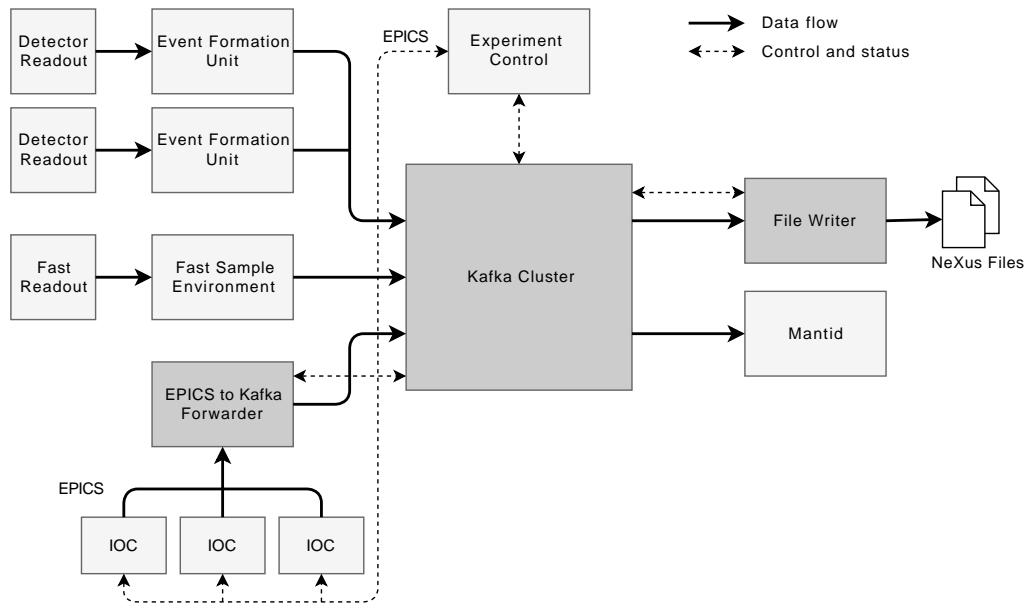 Detector
Readout
Event Formation
Unit
EPICS
Experiment
Control
Data flow
Control and status
Detector
Readout
Event Formation
Unit
Fast
Readout
Fast Sample
Environment
Kafka Cluster
File Writer
NeXus Files
Mantid
EPICS to Kafka
Forwarder
EPICS
IOC
IOC
IOC